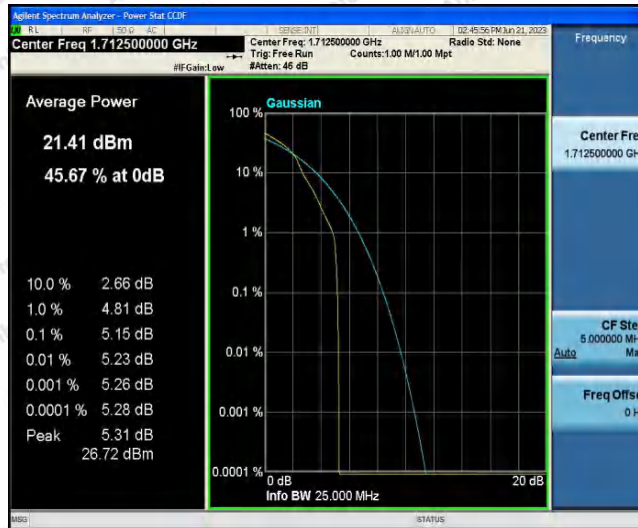 Agilent Spectrum Analyzer - Power Stat CCDF
RL RF 50 Ω AC SENSE:INT ALIGN AUTO 02:45:56 PM Jun 21, 2023
Center Freq 1.712500000 GHz
Center Freq: 1.712500000 GHz Radio Std: None
Trig: Free Run Counts:1.00 M/1.00 Mpt
#IFGain:Low #Atten: 46 dB
Frequency
Average Power
21.41 dBm
45.67 % at 0dB
10.0 % 2.66 dB
1.0 % 4.81 dB
0.1 % 5.15 dB
0.01 % 5.23 dB
0.001 % 5.26 dB
0.0001 % 5.28 dB
Peak 5.31 dB
26.72 dBm
Gaussian
100 %
10 %
1 %
0.1 %
0.01 %
0.001 %
0.0001 %
0 dB 20 dB
Info BW 25.000 MHz
Center Fre
1.712500000 GH
CF Ste
5.000000 MH
Auto Ma
Freq Offse
0 H
MSG STATUS